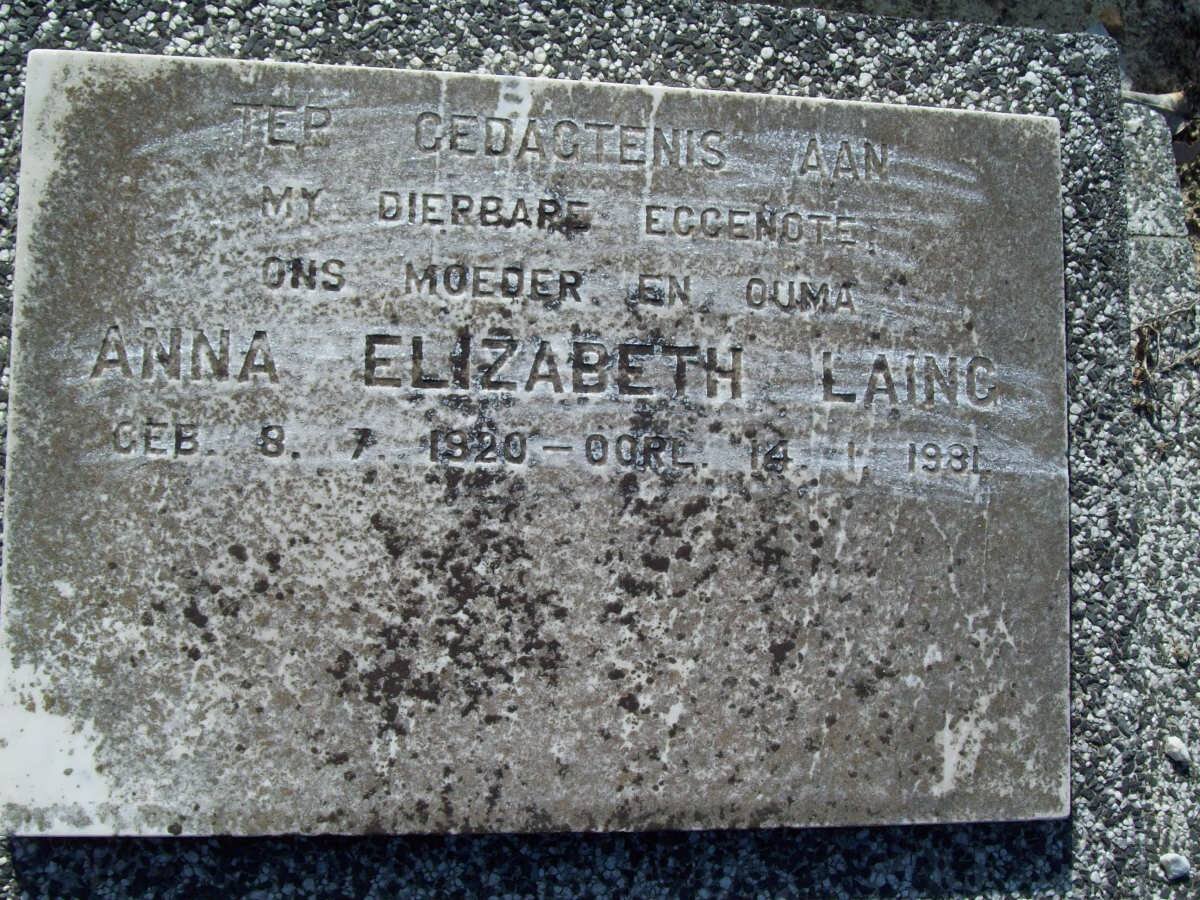 TER GEDAGTENIS AAN
MY DIERBARE EGGENOTE,
ONS MOEDER EN OUMA
ANNA ELIZABETH LAING
GEB. 8. 7. 1920 — OORL. 14. 1. 1981.